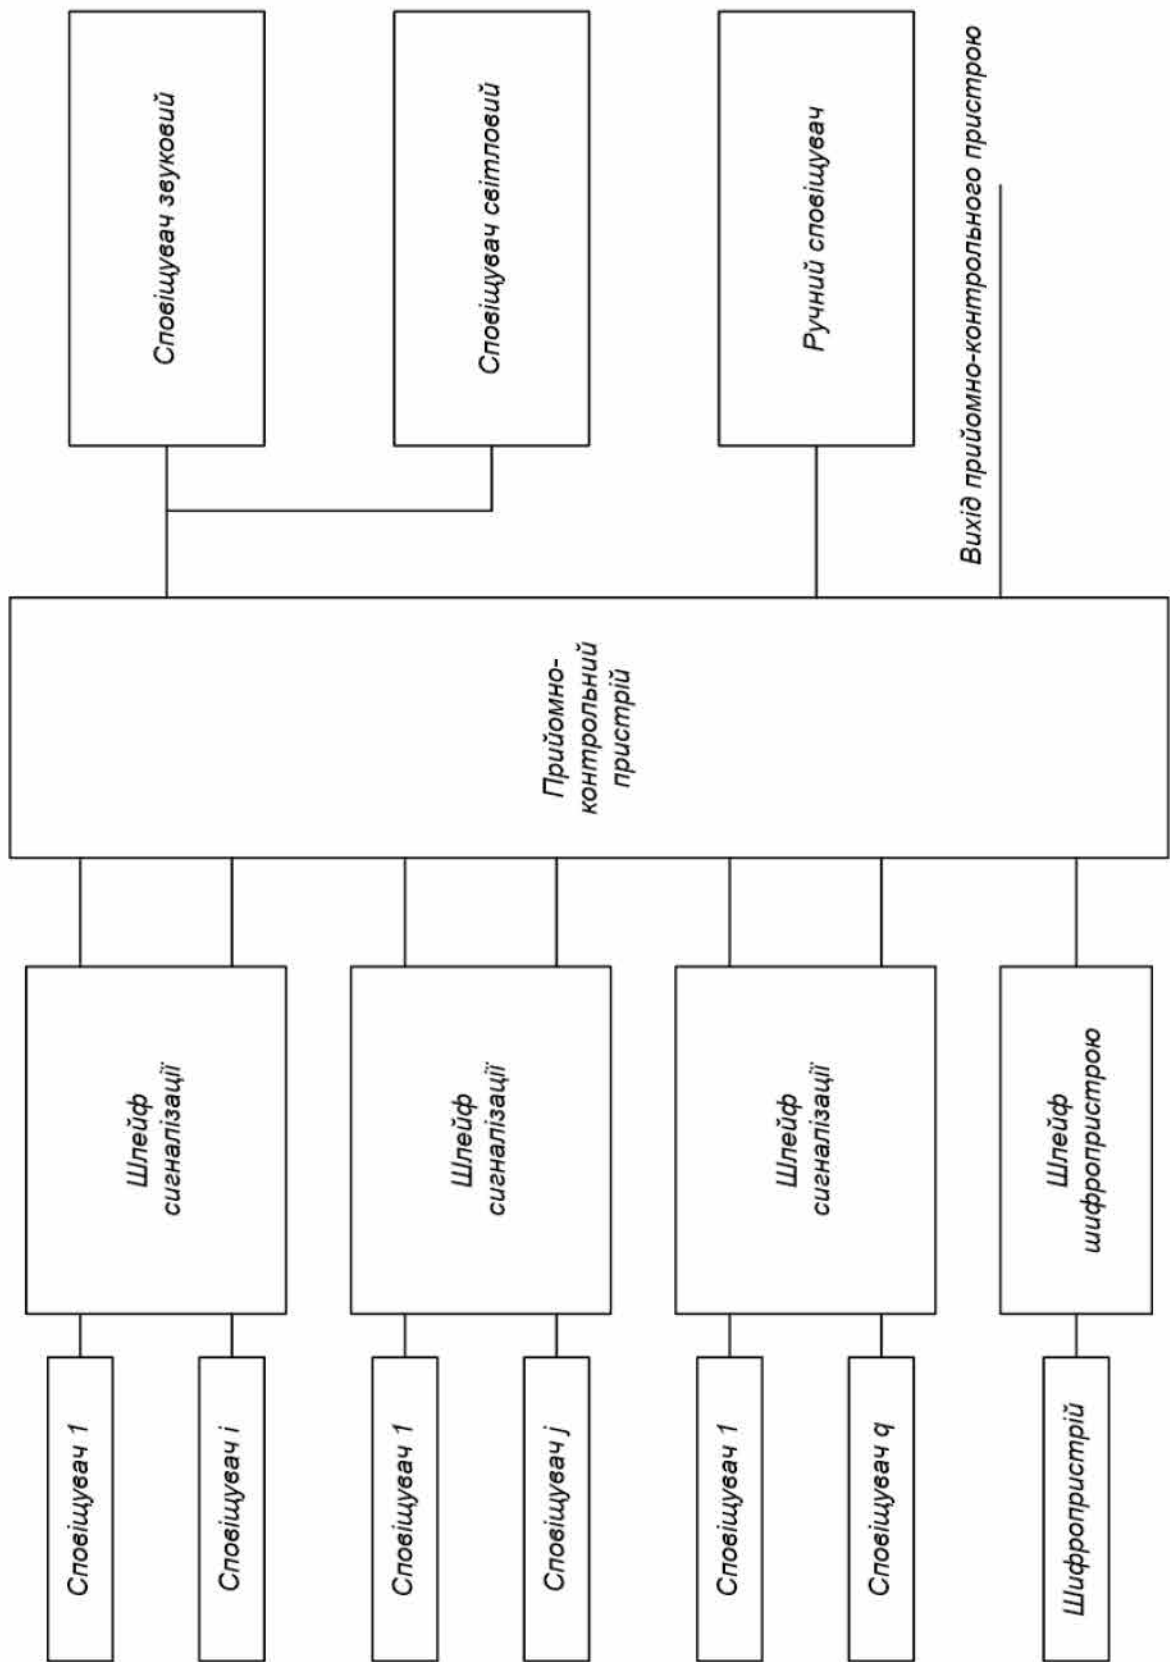 Сповіщувач 1
Сповіщувач i
Сповіщувач 1
Сповіщувач j
Сповіщувач 1
Сповіщувач q
Шифропристрій
Шлейф
сигналізації
Шлейф
сигналізації
Шлейф
сигналізації
Шлейф
шифропристрою
Прийомно-
контрольний
пристрій
Сповіщувач звуковий
Сповіщувач світловий
Ручний сповіщувач
Вихід прийомно-контрольного пристрою